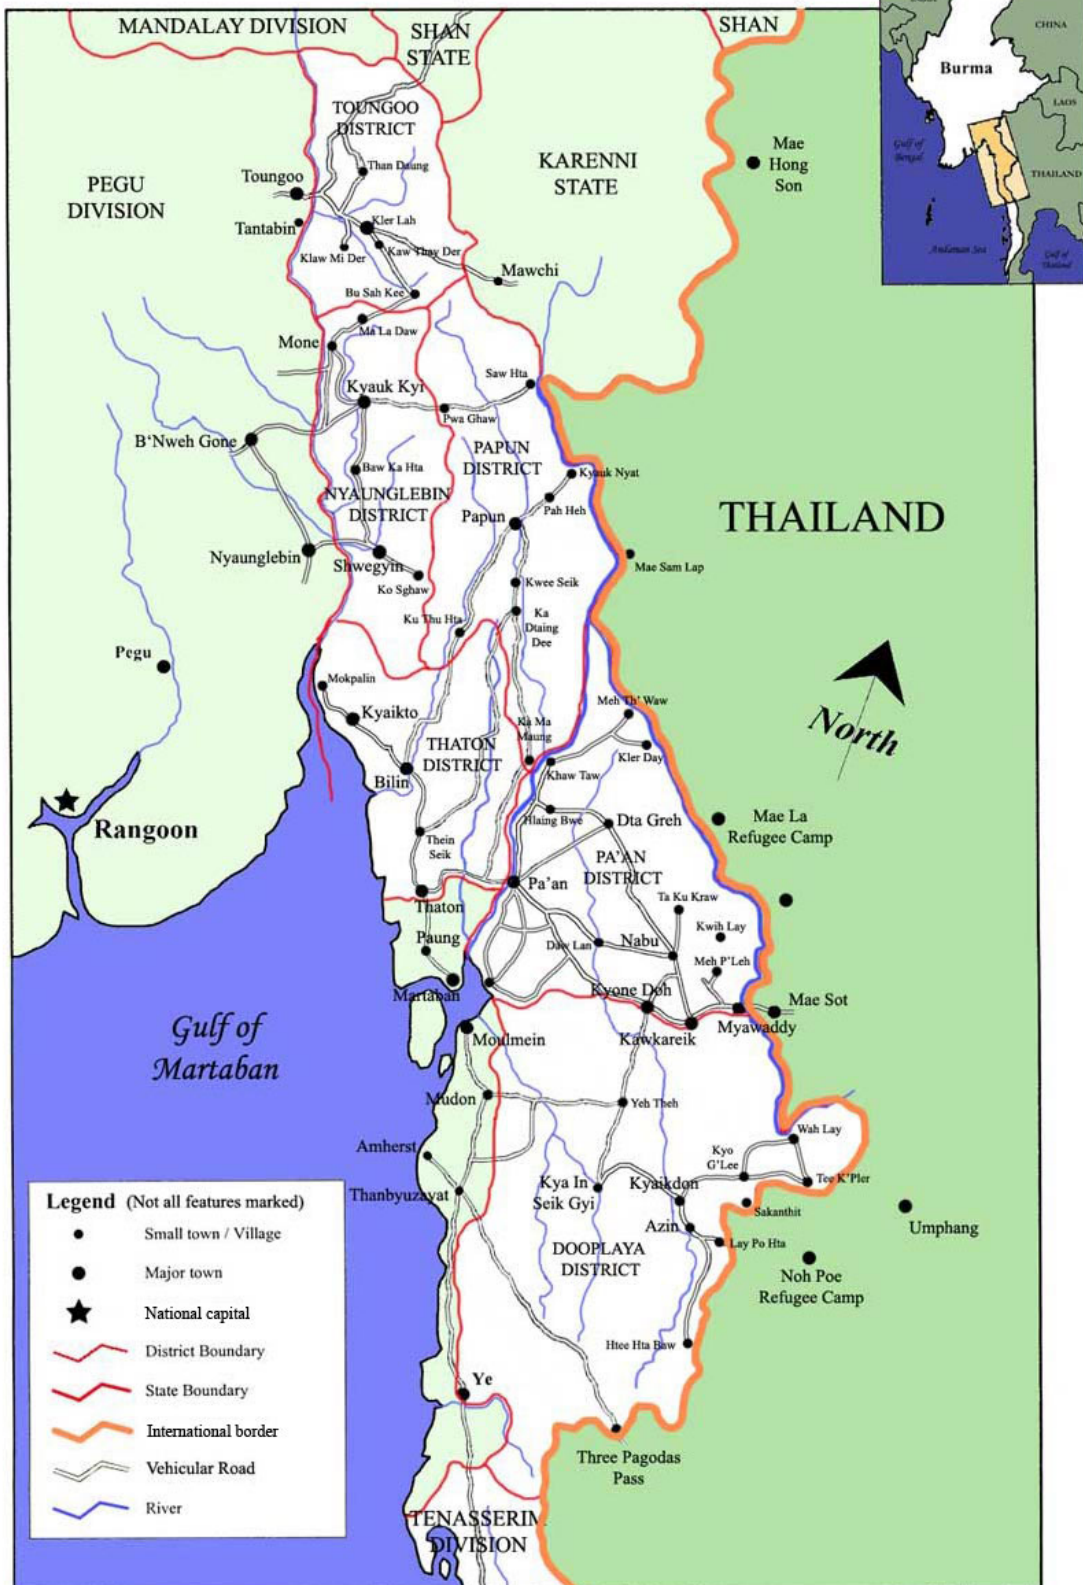 MANDALAY DIVISION
SHAN
STATE
SHAN
CHINA
Burma
LAOS
Gulf of
Bengal
THAILAND
Andaman Sea
Gulf of
Thailand
TOUNGOO
DISTRICT
Than Daung
KARENNI
STATE
Mae
Hong
Son
PEGU
DIVISION
Toungoo
Tantabin
Kler Lah
Klaw Mi Der
Kaw Thay Der
Mawchi
Bu Sah Kee
Ma La Daw
Mone
Saw Hta
Kyauk Kyi
Pwa Ghaw
B'Nweh Gone
PAPUN
DISTRICT
Baw Ka Hta
Kyauk Nyat
NYAUNGLEBIN
DISTRICT
Pah Heh
Papun
THAILAND
Nyaunglebin
Shwegyin
Mae Sam Lap
Ko Sghaw
Kwee Seik
Ku Thu Hta
Ka
Dtaing
Dee
Pegu
Mokpalin
Kyaikto
Meh Th' Waw
Ka Ma
Maung
North
THATON
DISTRICT
Kler Day
Khaw Taw
Bilin
Rangoon
Hlaing Bwe
Dta Greh
Mae La
Refugee Camp
Thein
Seik
PA'AN
DISTRICT
Pa'an
Thaton
Ta Ku Kraw
Kwih Lay
Paung
Daw Lan
Nabu
Meh P'Leh
Martaban
Kyone Doh
Mae Sot
Myawaddy
Kawkareik
Gulf of
Martaban
Moulmein
Mudon
Yeh Theh
Wah Lay
Amherst
Kyo
G'Lee
Tee K'Pler
Thanbyuzayat
Kya In
Seik Gyi
Kyaikdon
Sakanthit
Umphang
Azin
Lay Po Hta
DOOPLAYA
DISTRICT
Noh Poe
Refugee Camp
Htee Hta Baw
Ye
Three Pagodas
Pass
TENASSERIM
DIVISION
Legend (Not all features marked)
Small town / Village
Major town
National capital
District Boundary
State Boundary
International border
Vehicular Road
River